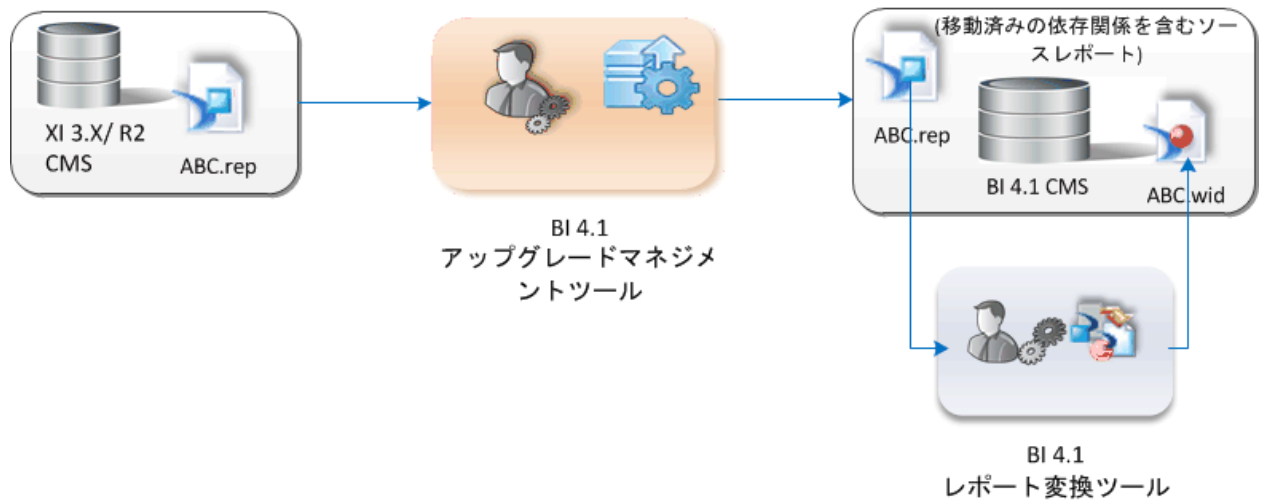 XI 3.X/ R2
CMS
ABC.rep
BI 4.1
アップグレードマネジメ
ントツール
(移動済みの依存関係を含むソー
スレポート)
ABC.rep
BI 4.1 CMS
ABC.wid
BI 4.1
レポート変換ツール